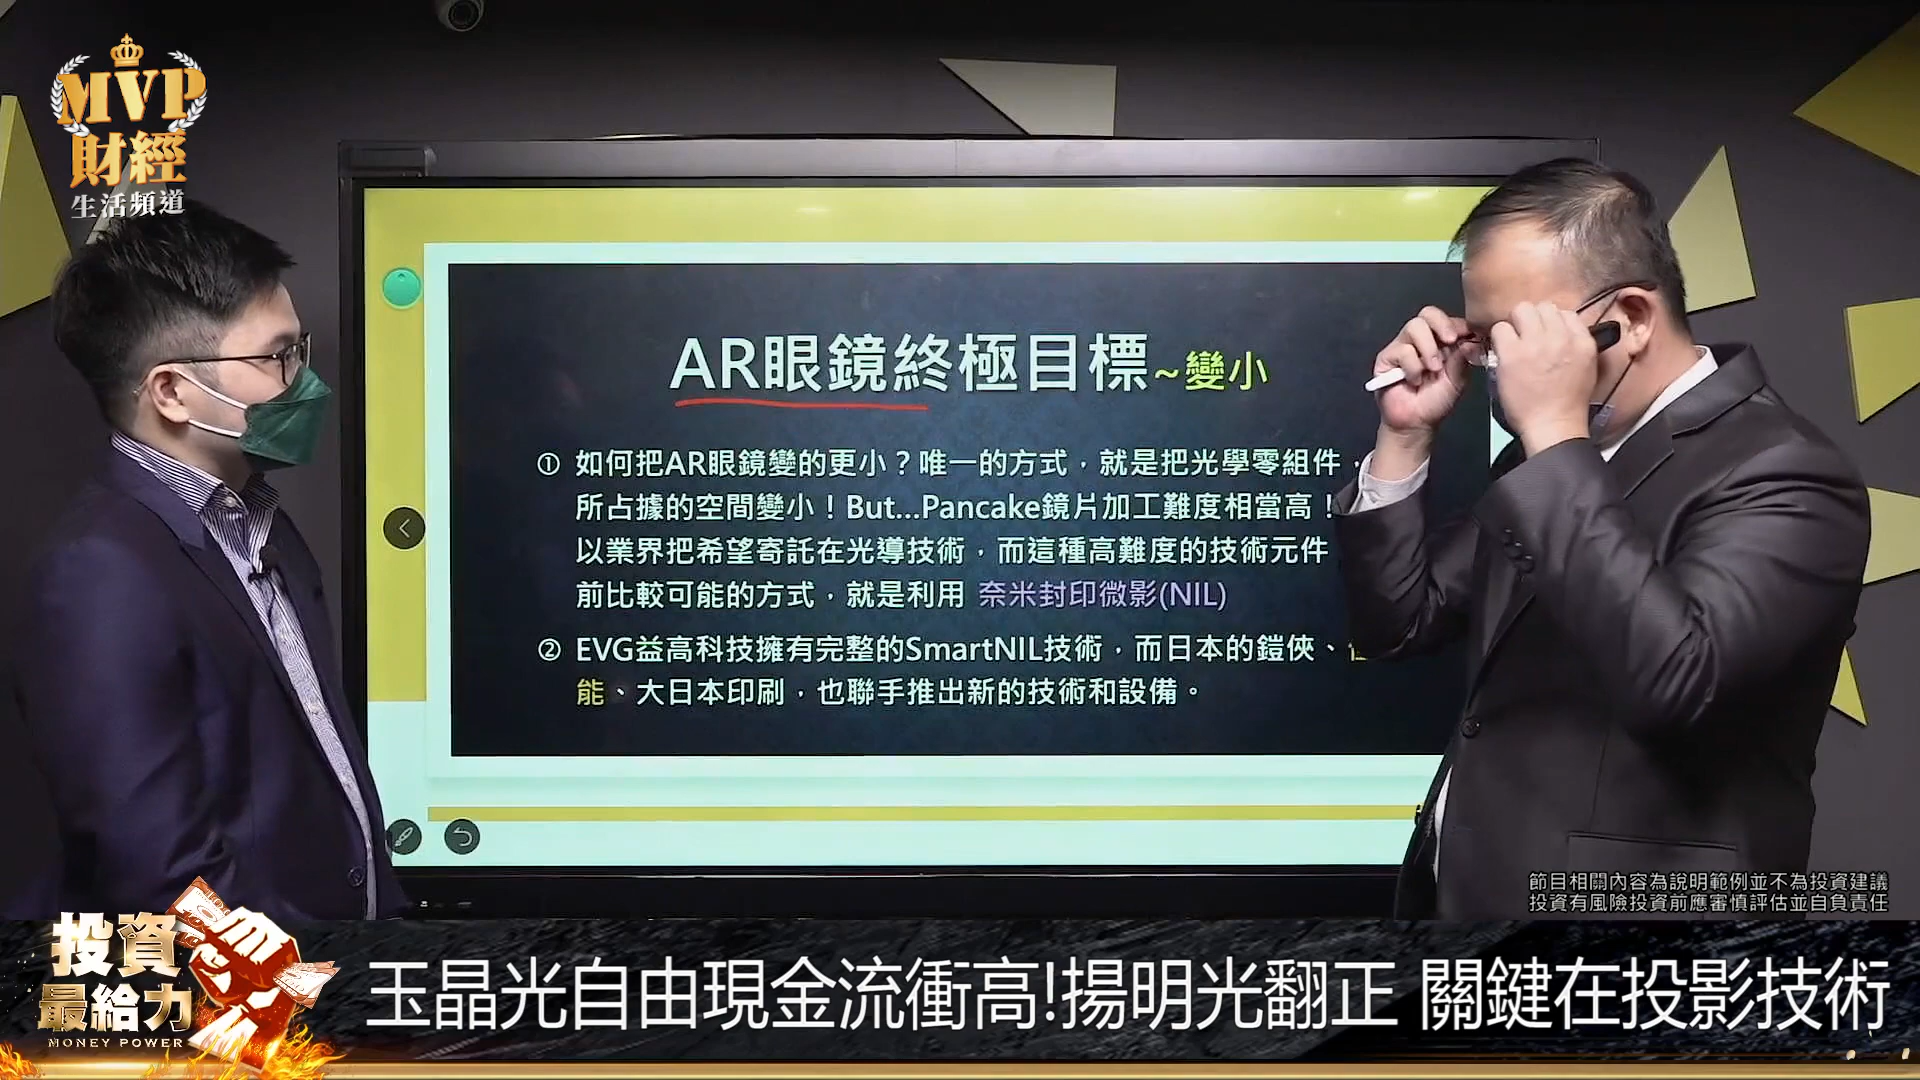 MVP
財經
生活頻道
AR眼鏡終極目標~變小
① 如何把AR眼鏡變的更小？唯一的方式，就是把光學零組件，
所占據的空間變小！But...Pancake鏡片加工難度相當高！
以業界把希望寄託在光導技術，而這種高難度的技術元件
前比較可能的方式，就是利用 奈米封印微影(NIL)
② EVG益高科技擁有完整的SmartNIL技術，而日本的鎧俠、
能、大日本印刷，也聯手推出新的技術和設備。
節目相關內容為說明範例並不為投資建議
投資有風險投資前應審慎評估並自負責任
投資
最給力
MONEY POWER
玉晶光自由現金流衝高!揚明光翻正 關鍵在投影技術